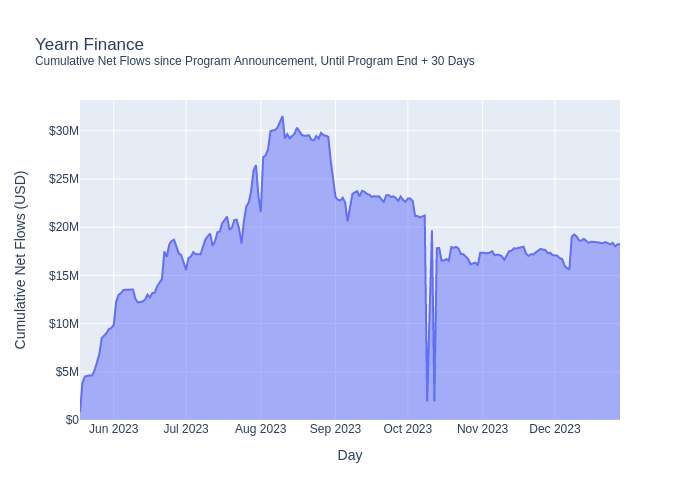 Yearn Finance
Cumulative Net Flows since Program Announcement, Until Program End + 30 Days
Cumulative Net Flows (USD)
$30M
$25M
$20M
$15M
$10M
$5M
$0
Jun 2023 Jul 2023 Aug 2023 Sep 2023 Oct 2023 Nov 2023 Dec 2023
Day